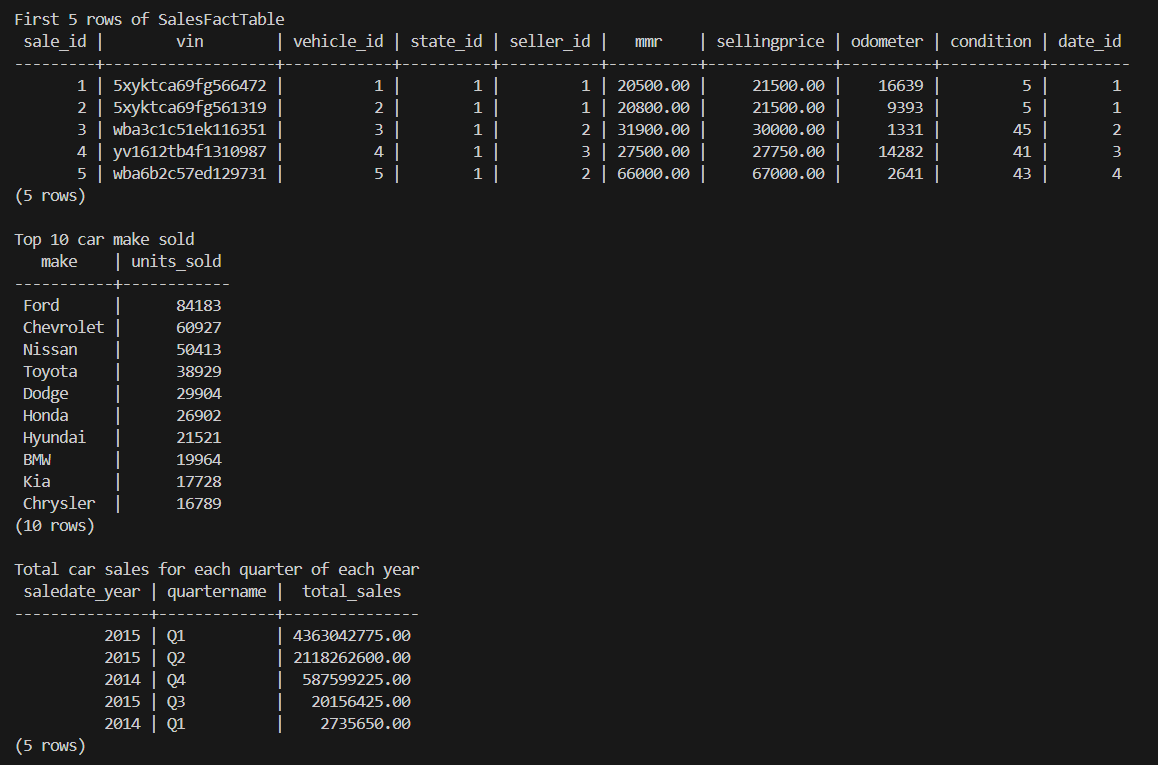 First 5 rows of SalesFactTable
 sale_id |        vin        | vehicle_id | state_id | seller_id |   mmr    | sellingprice | odometer | condition | date_id
---------+-------------------+------------+----------+-----------+----------+--------------+----------+-----------+---------
       1 | 5xyktca69fg566472 |          1 |        1 |         1 | 20500.00 |     21500.00 |    16639 |         5 |       1
       2 | 5xyktca69fg561319 |          2 |        1 |         1 | 20800.00 |     21500.00 |     9393 |         5 |       1
       3 | wba3c1c51ek116351 |          3 |        1 |         2 | 31900.00 |     30000.00 |     1331 |        45 |       2
       4 | yv1612tb4f1310987 |          4 |        1 |         3 | 27500.00 |     27750.00 |    14282 |        41 |       3
       5 | wba6b2c57ed129731 |          5 |        1 |         2 | 66000.00 |     67000.00 |     2641 |        43 |       4
(5 rows)

Top 10 car make sold
   make    | units_sold
-----------+------------
 Ford      |      84183
 Chevrolet |      60927
 Nissan    |      50413
 Toyota    |      38929
 Dodge     |      29904
 Honda     |      26902
 Hyundai   |      21521
 BMW       |      19964
 Kia       |      17728
 Chrysler  |      16789
(10 rows)

Total car sales for each quarter of each year
 saledate_year | quartername |  total_sales
---------------+-------------+---------------
          2015 | Q1          | 4363042775.00
          2015 | Q2          | 2118262600.00
          2014 | Q4          |  587599225.00
          2015 | Q3          |   20156425.00
          2014 | Q1          |    2735650.00
(5 rows)